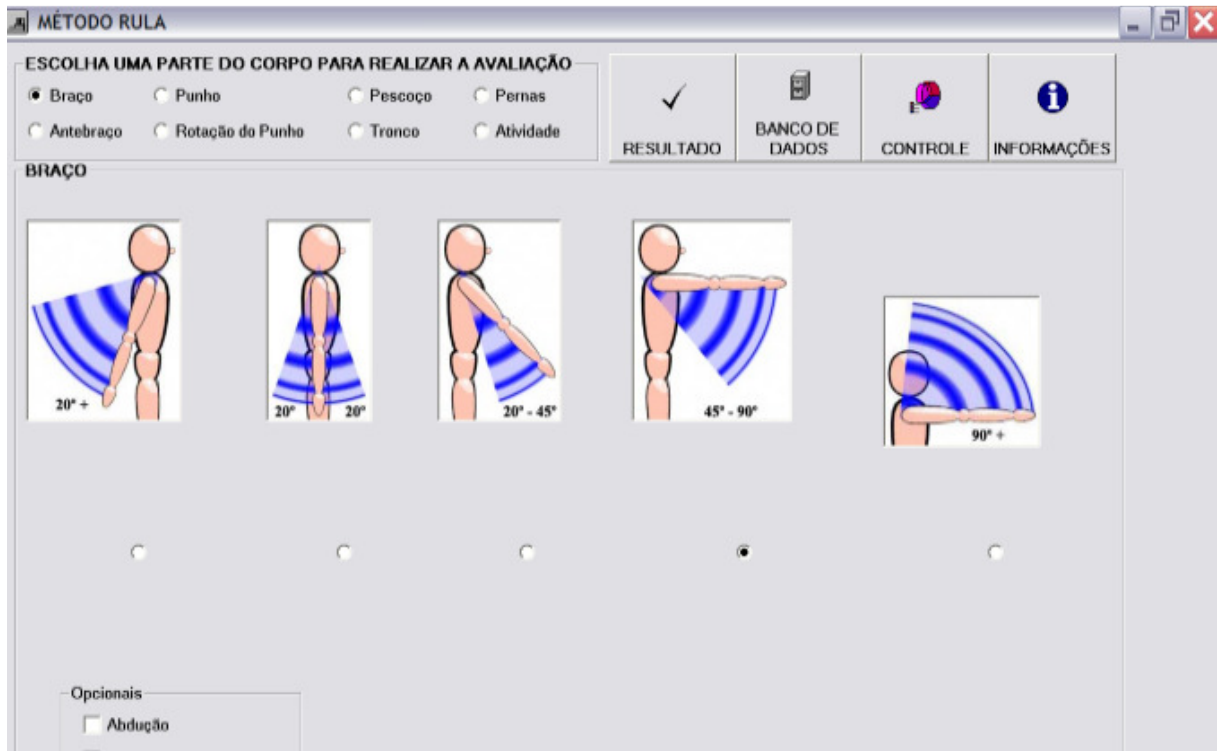 MÉTODO RULA
ESCOLHA UMA PARTE DO CORPO PARA REALIZAR A AVALIAÇÃO
Braço Punho Pescoço Pernas
Antebraço Rotação do Punho Tronco Atividade
RESULTADO
BANCO DE
DADOS
CONTROLE
INFORMAÇÕES
BRAÇO
20° +
20° 20°
20° - 45°
45° - 90°
90° +
Opcionais
Abdução